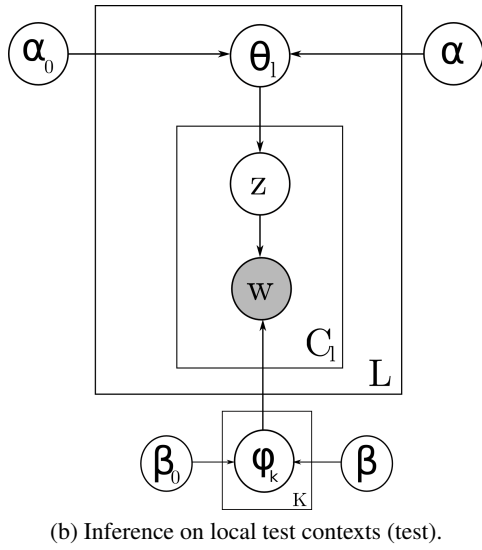 α₀ θₗ α
z
w
Cₗ
L
β₀ φₖ β
K
(b) Inference on local test contexts (test).